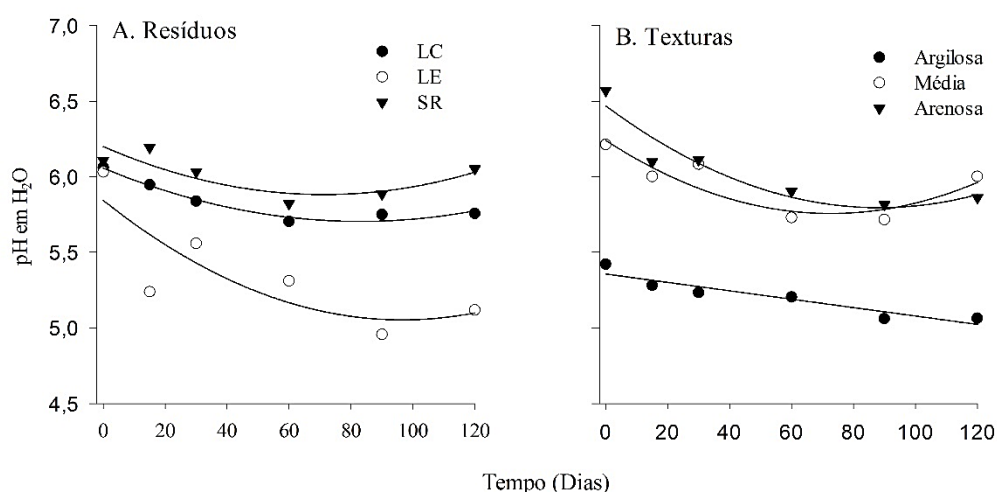 A. Resíduos
LC
LE
SR
B. Texturas
Argilosa
Média
Arenosa
pH em H₂O
7,0
6,5
6,0
5,5
5,0
4,5
0 20 40 60 80 100 120
0 20 40 60 80 100 120
Tempo (Dias)